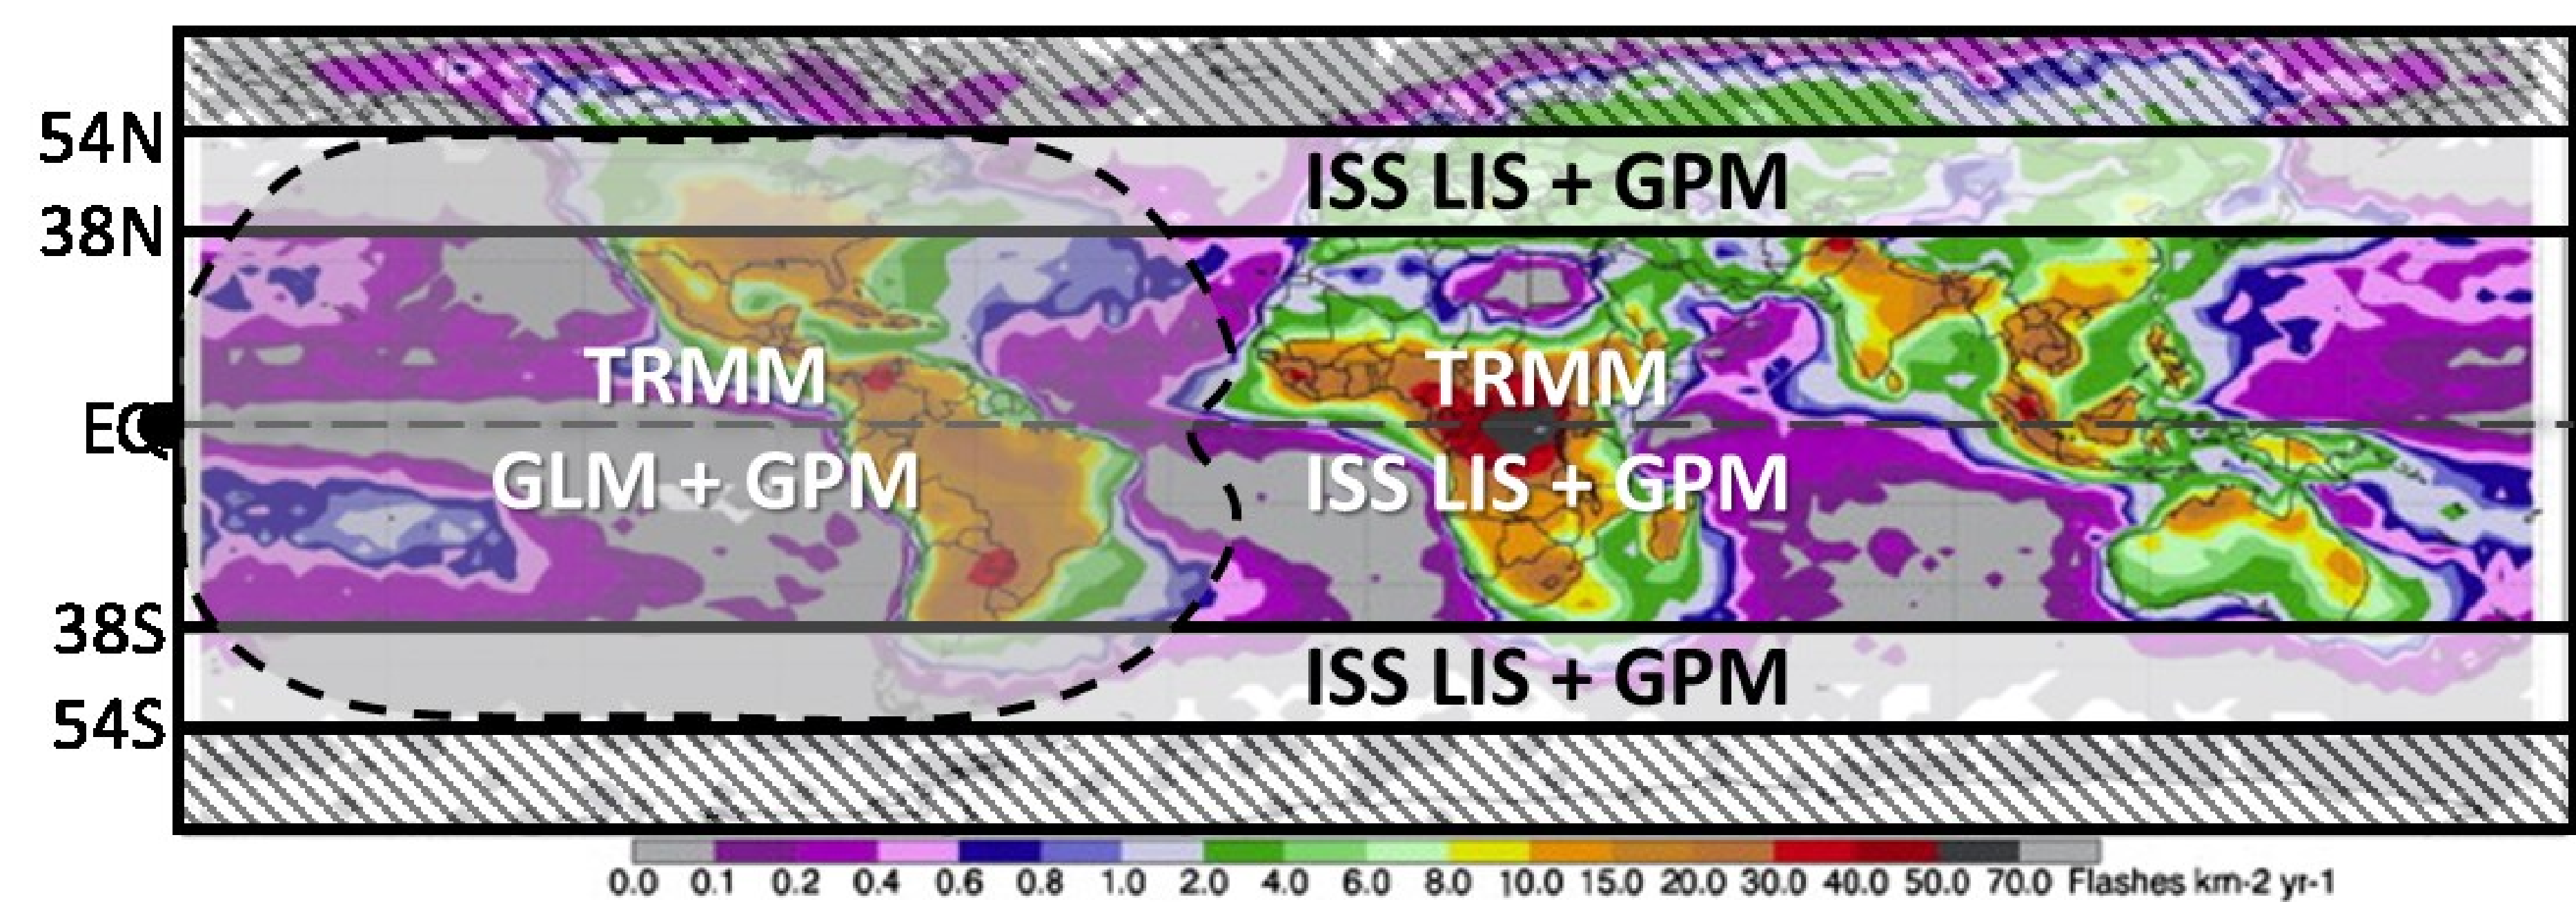 54N
ISS LIS + GPM
38N
TRMM
TRMM
EQ
GLM + GPM
ISS LIS + GPM
38S
ISS LIS + GPM
54S
0.0 0.1 0.2 0.4 0.6 0.8 1.0 2.0 4.0 6.0 8.0 10.0 15.0 20.0 30.0 40.0 50.0 70.0 Flashes km-2 yr-1